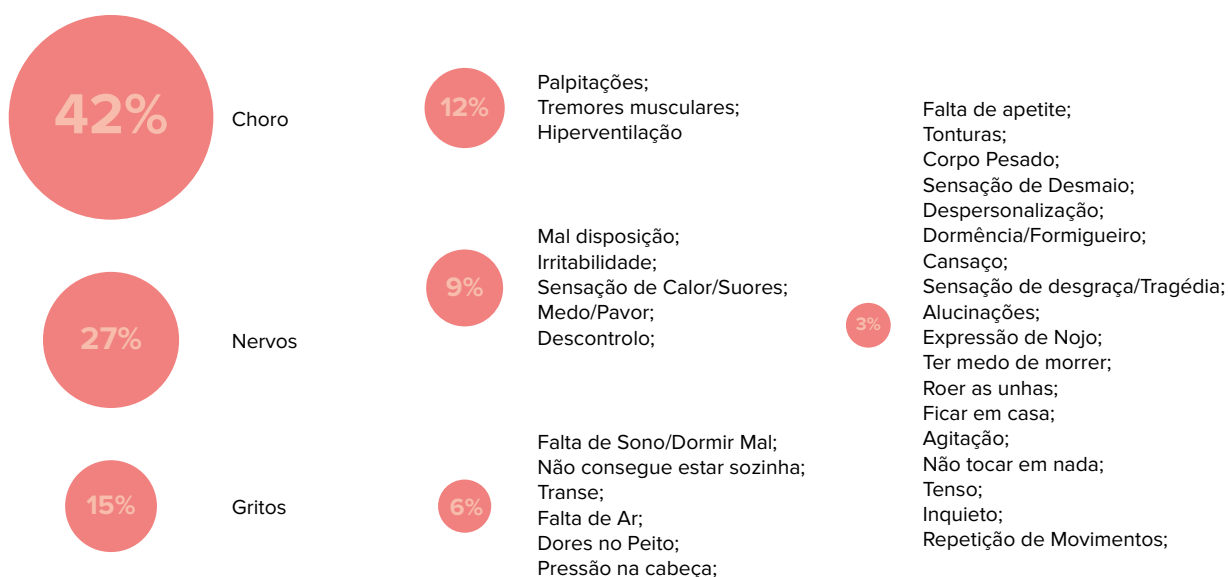 42%
Choro
27%
Nervos
15%
Gritos
12%
Palpitações;
Tremores musculares;
Hiperventilação
9%
Mal disposição;
Irritabilidade;
Sensação de Calor/Suores;
Medo/Pavor;
Descontrolo;
6%
Falta de Sono/Dormir Mal;
Não consegue estar sozinha;
Transe;
Falta de Ar;
Dores no Peito;
Pressão na cabeça;
3%
Falta de apetite;
Tonturas;
Corpo Pesado;
Sensação de Desmaio;
Despersonalização;
Dormência/Formigueiro;
Cansaço;
Sensação de desgraça/Tragédia;
Alucinações;
Expressão de Nojo;
Ter medo de morrer;
Roer as unhas;
Ficar em casa;
Agitação;
Não tocar em nada;
Tenso;
Inquieto;
Repetição de Movimentos;